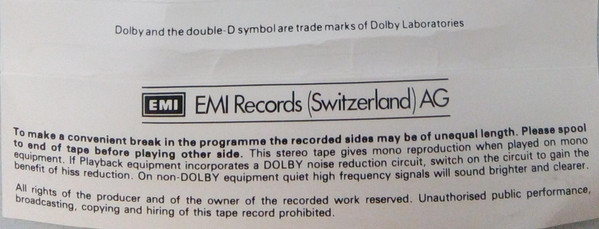 Dolby and the double-D symbol are trade marks of Dolby Laboratories
EMI EMI Records (Switzerland) AG
To make a convenient break in the programme the recorded sides may be of unequal length. Please spool
to end of tape before playing other side. This stereo tape gives mono reproduction when played on mono
equipment. If Playback equipment incorporates a DOLBY noise reduction circuit, switch on the circuit to gain the
benefit of hiss reduction. On non-DOLBY equipment quiet high frequency signals will sound brighter and clearer.
All rights of the producer and of the owner of the recorded work reserved. Unauthorised public performance,
broadcasting, copying and hiring of this tape record prohibited.